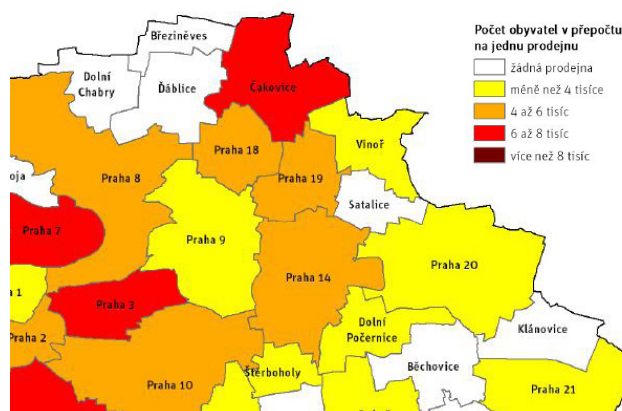 Počet obyvatel v přepočtu
na jednu prodejnu
žádná prodejna
méně než 4 tisíce
4 až 6 tisíc
6 až 8 tisíc
více než 8 tisíc
Březiněves
Dolní
Chabry
Ďáblice
Čakovice
Vinoř
Praha 18
Praha 8
Praha 19
oja
Satalice
Praha 7
Praha 9
Praha 20
Praha 14
a 1
Praha 3
Dolní
Počernice
Klánovice
Praha 2
Běchovice
Štěrboholy
Praha 10
Praha 21